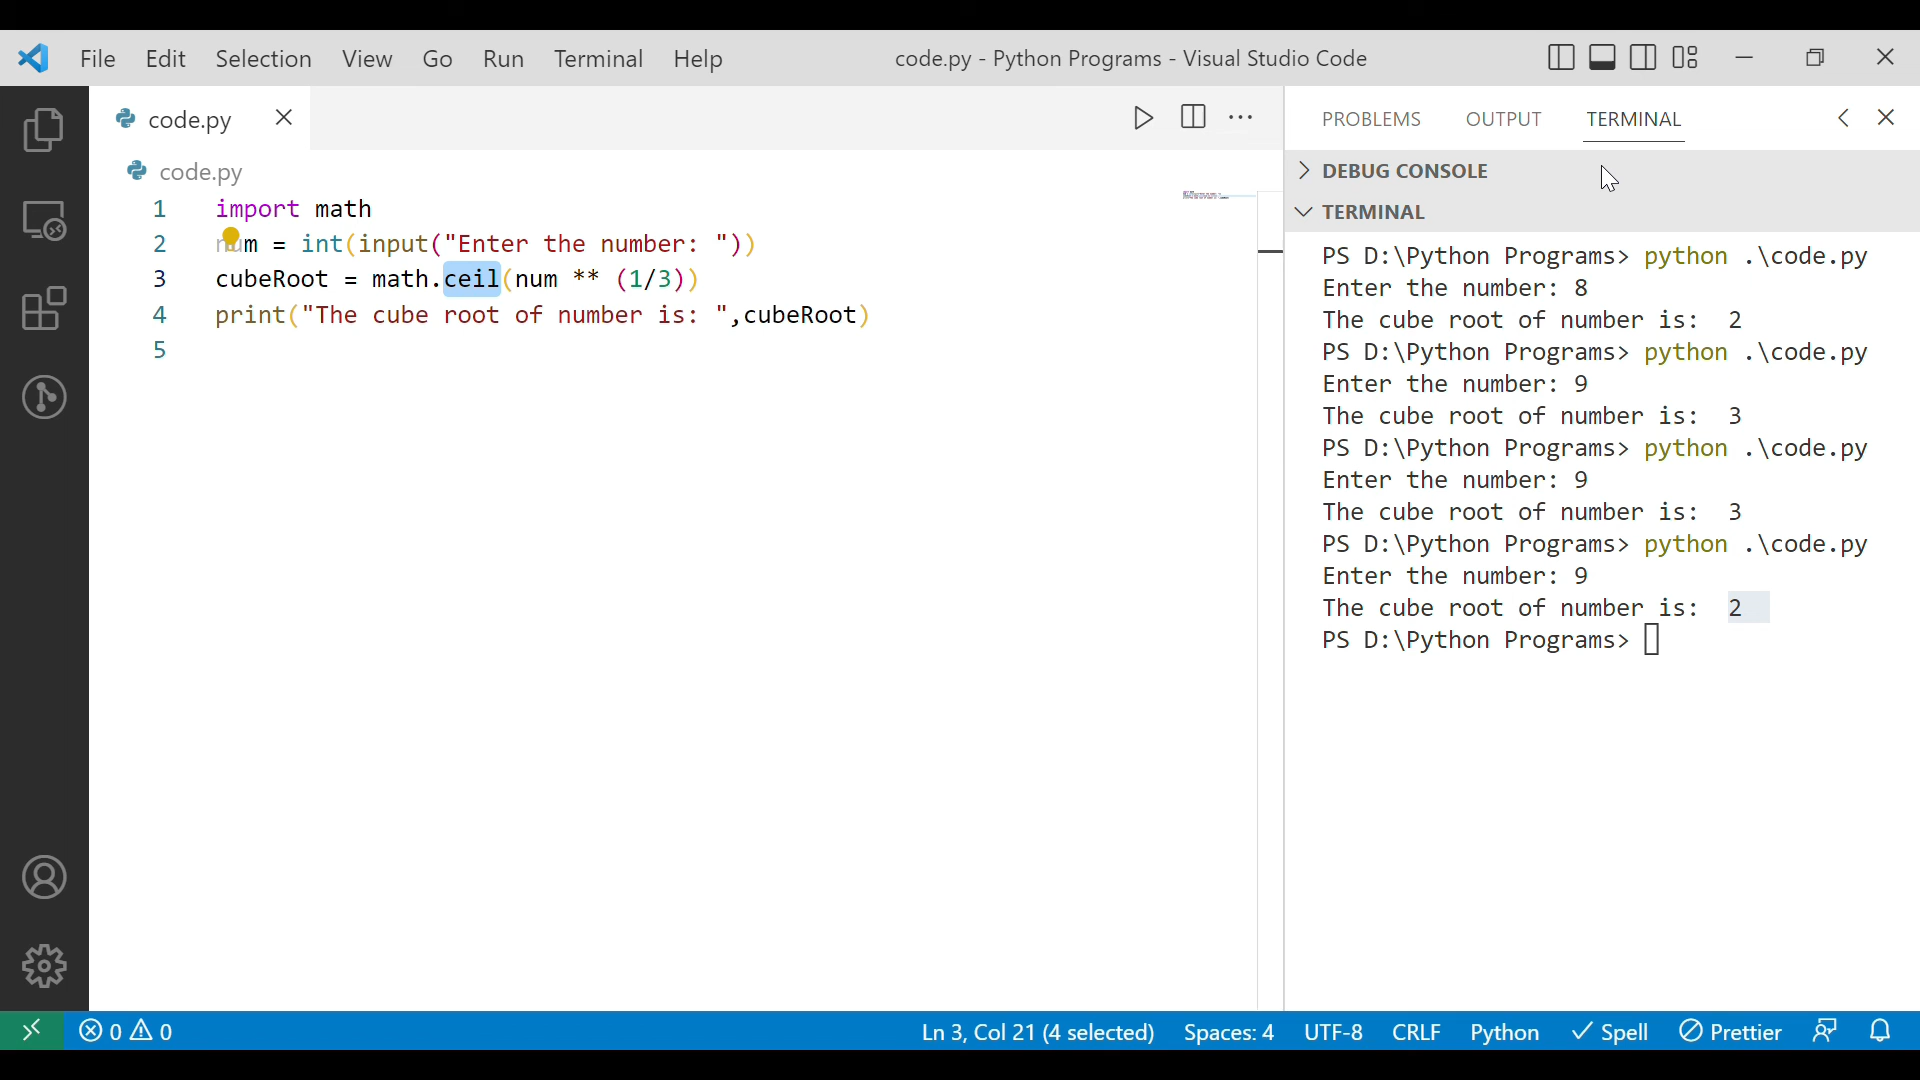 File Edit Selection View Go Run Terminal Help
code.py - Python Programs - Visual Studio Code
code.py
code.py
1 import math
2 num = int(input("Enter the number: "))
3 cubeRoot = math.ceil(num ** (1/3))
4 print("The cube root of number is: ",cubeRoot)
5
PROBLEMS OUTPUT TERMINAL
DEBUG CONSOLE
TERMINAL
PS D:\Python Programs> python .\code.py
Enter the number: 8
The cube root of number is:  2
PS D:\Python Programs> python .\code.py
Enter the number: 9
The cube root of number is:  3
PS D:\Python Programs> python .\code.py
Enter the number: 9
The cube root of number is:  3
PS D:\Python Programs> python .\code.py
Enter the number: 9
The cube root of number is:  2
PS D:\Python Programs>
0 0 Ln 3, Col 21 (4 selected) Spaces: 4 UTF-8 CRLF Python Spell Prettier